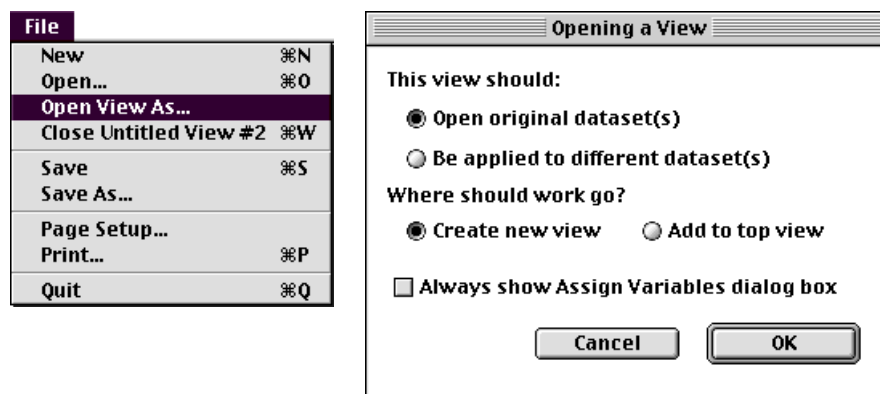 File
New ⌘N
Open... ⌘O
Open View As...
Close Untitled View #2 ⌘W
Save ⌘S
Save As...
Page Setup...
Print... ⌘P
Quit ⌘Q
Opening a View
This view should:
Open original dataset(s)
Be applied to different dataset(s)
Where should work go?
Create new view Add to top view
Always show Assign Variables dialog box
Cancel OK